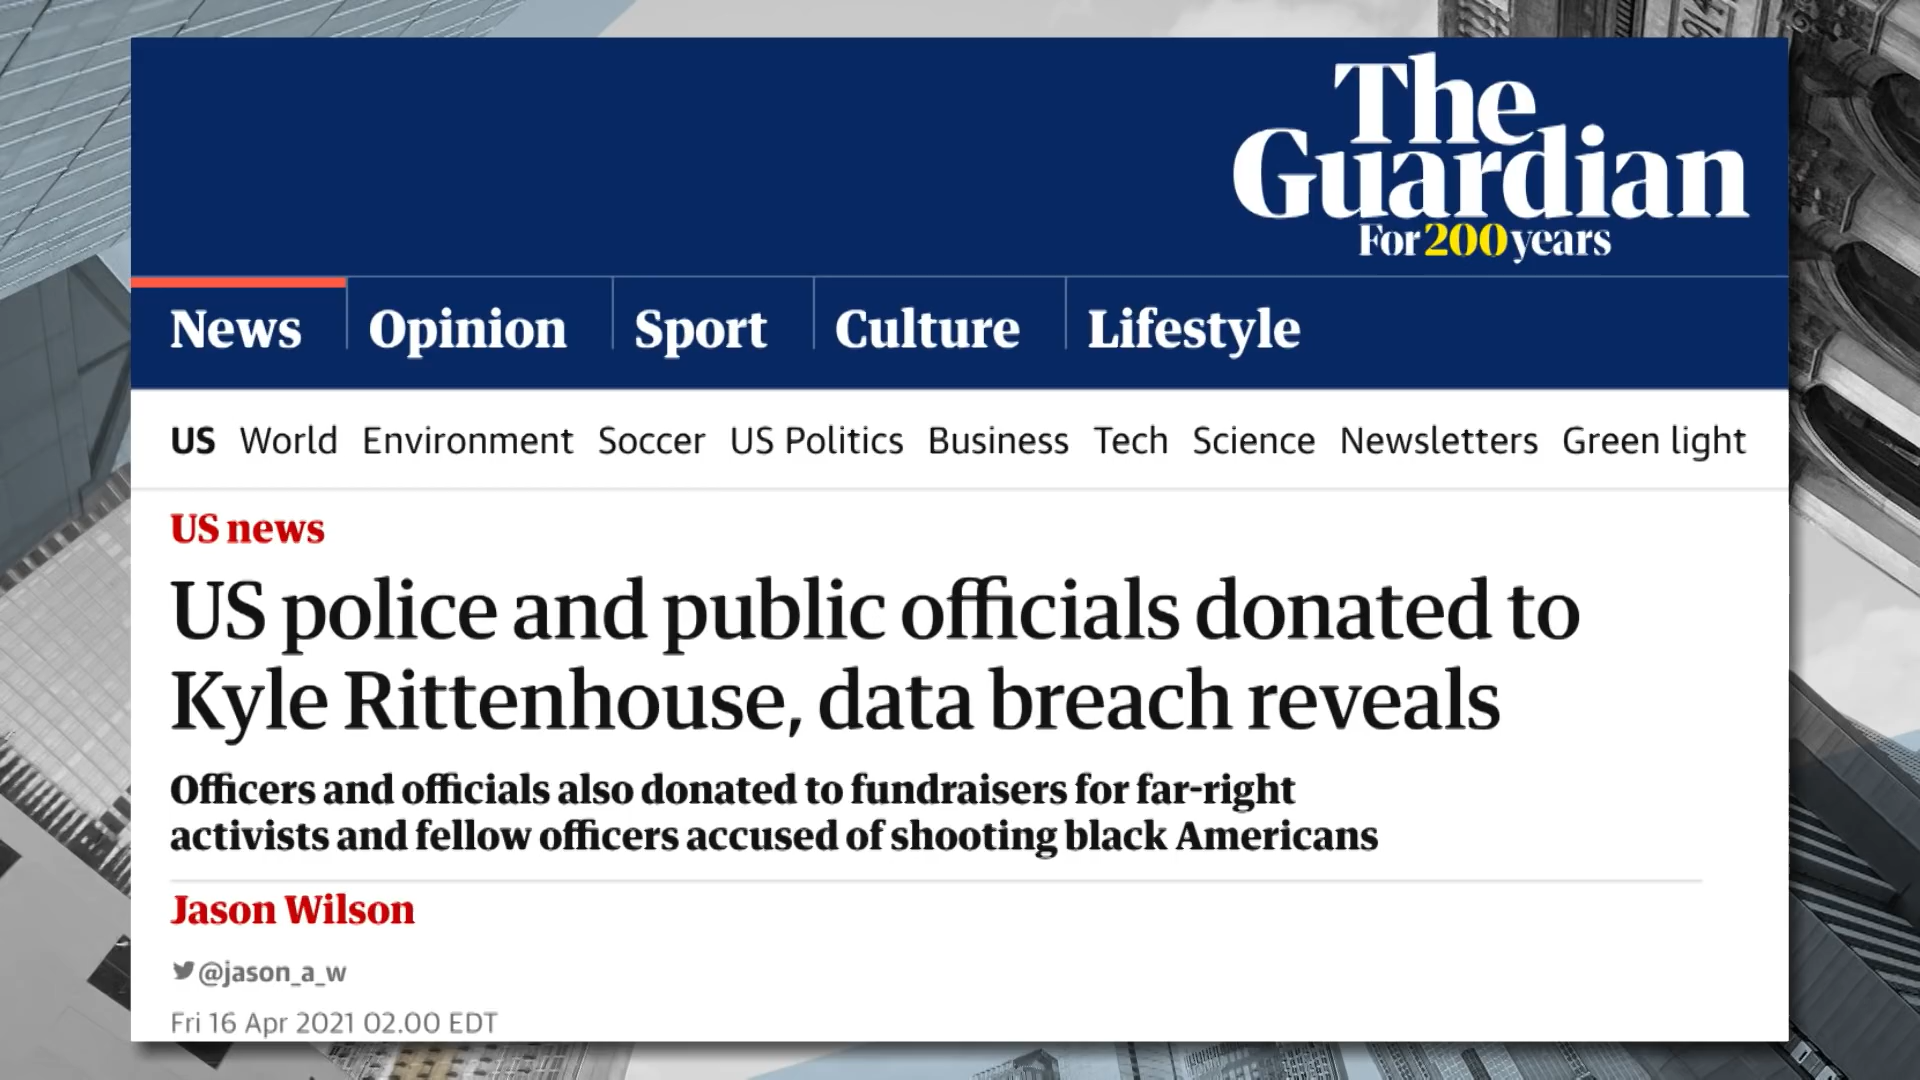 The
Guardian
For 200 years
News Opinion Sport Culture Lifestyle
US World Environment Soccer US Politics Business Tech Science Newsletters Green light
US news
US police and public officials donated to
Kyle Rittenhouse, data breach reveals
Officers and officials also donated to fundraisers for far-right
activists and fellow officers accused of shooting black Americans
Jason Wilson
@jason_a_w
Fri 16 Apr 2021 02.00 EDT
1914